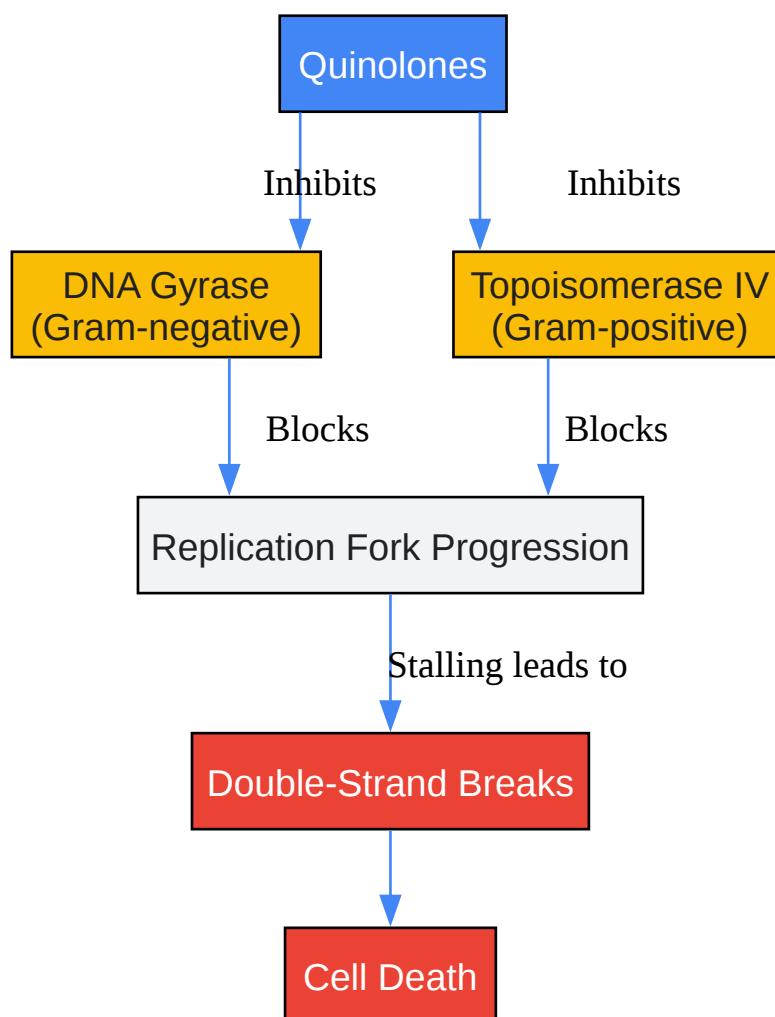 Quinolones
Inhibits
Inhibits
DNA Gyrase
(Gram-negative)
Topoisomerase IV
(Gram-positive)
Blocks
Blocks
Replication Fork Progression
Stalling leads to
Double-Strand Breaks
Cell Death